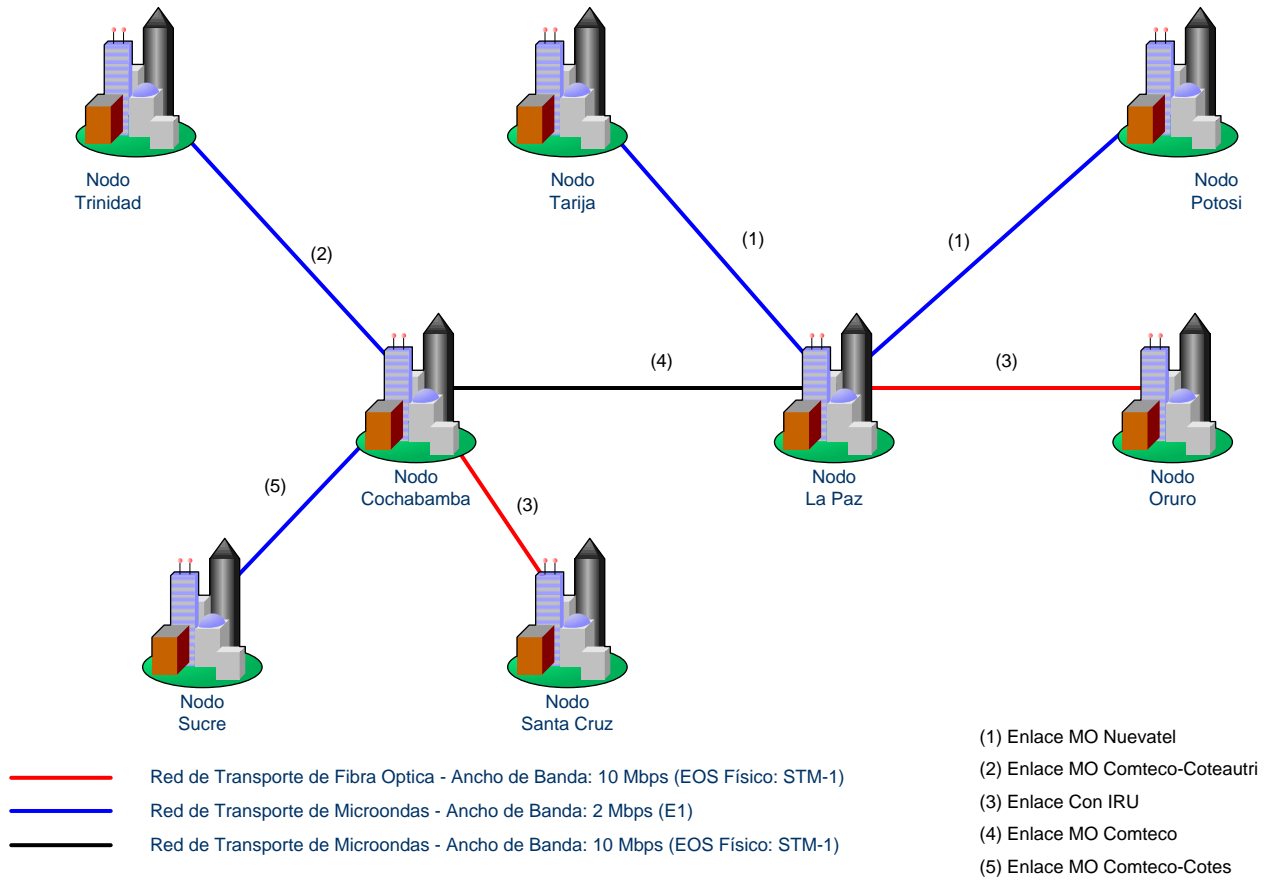 Nodo
Trinidad
Nodo
Tarija
Nodo
Potosi
(2)
(1)
(1)
(4)
(3)
Nodo
Cochabamba
Nodo
La Paz
Nodo
Oruro
(5)
(3)
Nodo
Sucre
Nodo
Santa Cruz
Red de Transporte de Fibra Optica - Ancho de Banda: 10 Mbps (EOS Físico: STM-1)
Red de Transporte de Microondas - Ancho de Banda: 2 Mbps (E1)
Red de Transporte de Microondas - Ancho de Banda: 10 Mbps (EOS Físico: STM-1)
(1) Enlace MO Nuevatel
(2) Enlace MO Comteco-Coteautri
(3) Enlace Con IRU
(4) Enlace MO Comteco
(5) Enlace MO Comteco-Cotes